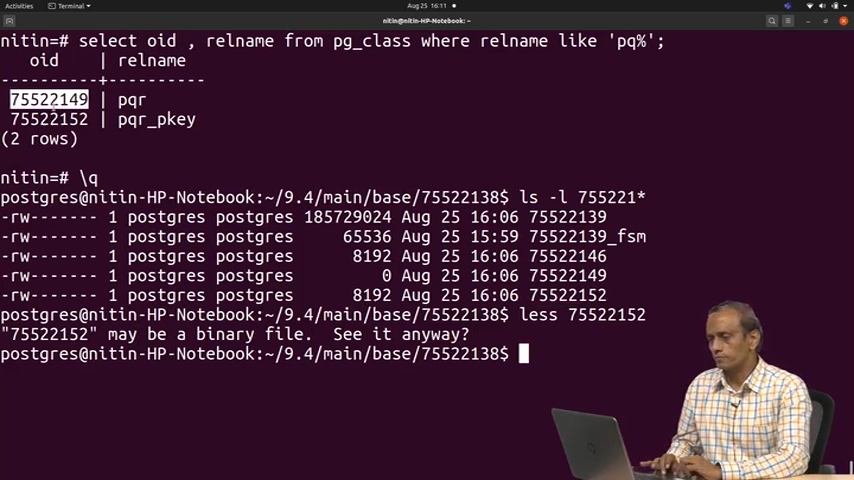 Activities Terminal Aug 25 16:11
nitin@nitin-HP-Notebook: ~
nitin=# select oid , relname from pg_class where relname like 'pq%';
oid | relname
----------+----------
75522149 | pqr
75522152 | pqr_pkey
(2 rows)
nitin=# \q
postgres@nitin-HP-Notebook:~/9.4/main/base/75522138$ ls -l 755221*
-rw------- 1 postgres postgres 185729024 Aug 25 16:06 75522139
-rw------- 1 postgres postgres 65536 Aug 25 15:59 75522139_fsm
-rw------- 1 postgres postgres 8192 Aug 25 16:06 75522146
-rw------- 1 postgres postgres 0 Aug 25 16:06 75522149
-rw------- 1 postgres postgres 8192 Aug 25 16:06 75522152
postgres@nitin-HP-Notebook:~/9.4/main/base/75522138$ less 75522152
"75522152" may be a binary file. See it anyway?
postgres@nitin-HP-Notebook:~/9.4/main/base/75522138$